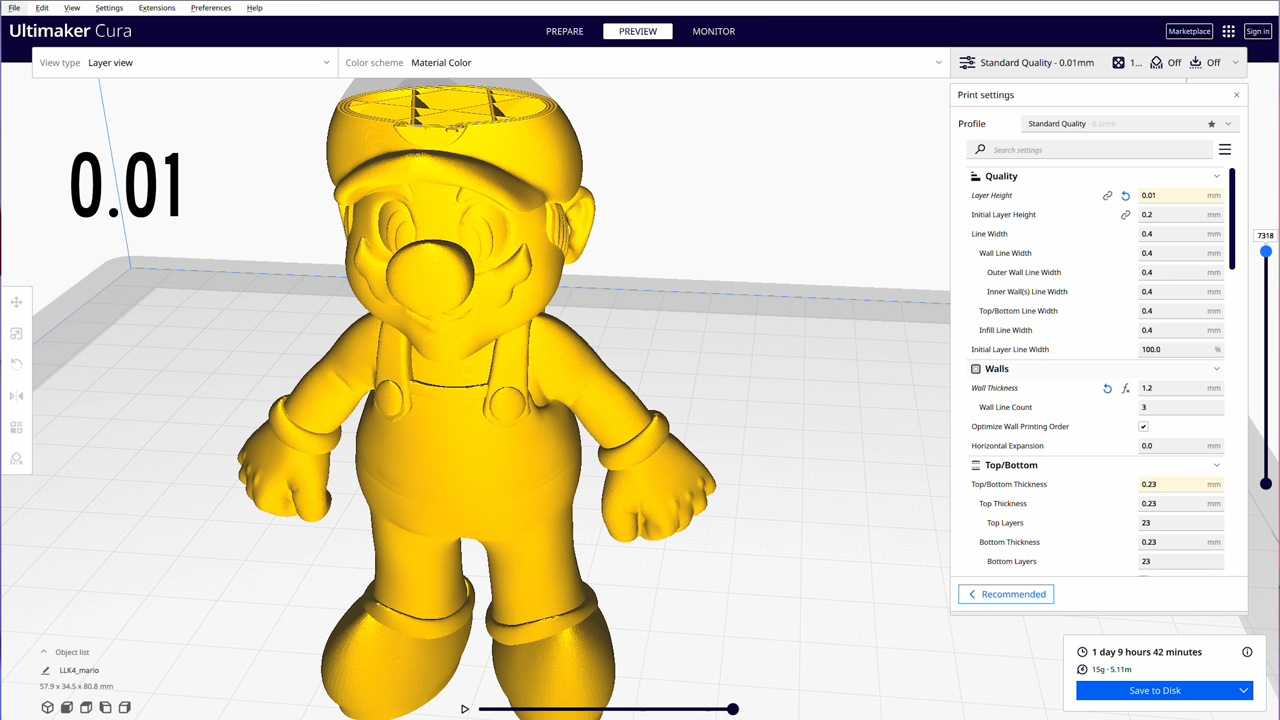 File Edit View Settings Extensions Preferences Help
Ultimaker Cura PREPARE PREVIEW MONITOR Marketplace Sign in
View type Layer view Color scheme Material Color Standard Quality - 0.01mm 1... Off Off
Print settings
Profile Standard Quality - 0.2mm
Search settings
0.01
Quality
Layer Height 0.01 mm
Initial Layer Height 0.2 mm
Line Width 0.4 mm
Wall Line Width 0.4 mm
Outer Wall Line Width 0.4 mm
Inner Wall(s) Line Width 0.4 mm
Top/Bottom Line Width 0.4 mm
Infill Line Width 0.4 mm
Initial Layer Line Width 100.0 %
7318
Walls
Wall Thickness 1.2 mm
Wall Line Count 3
Optimize Wall Printing Order
Horizontal Expansion 0.0 mm
Top/Bottom
Top/Bottom Thickness 0.23 mm
Top Thickness 0.23 mm
Top Layers 23
Bottom Thickness 0.23 mm
Bottom Layers 23
Recommended
Object list
LLK4_mario
57.9 x 34.5 x 80.8 mm
1 day 9 hours 42 minutes
15g · 5.11m
Save to Disk